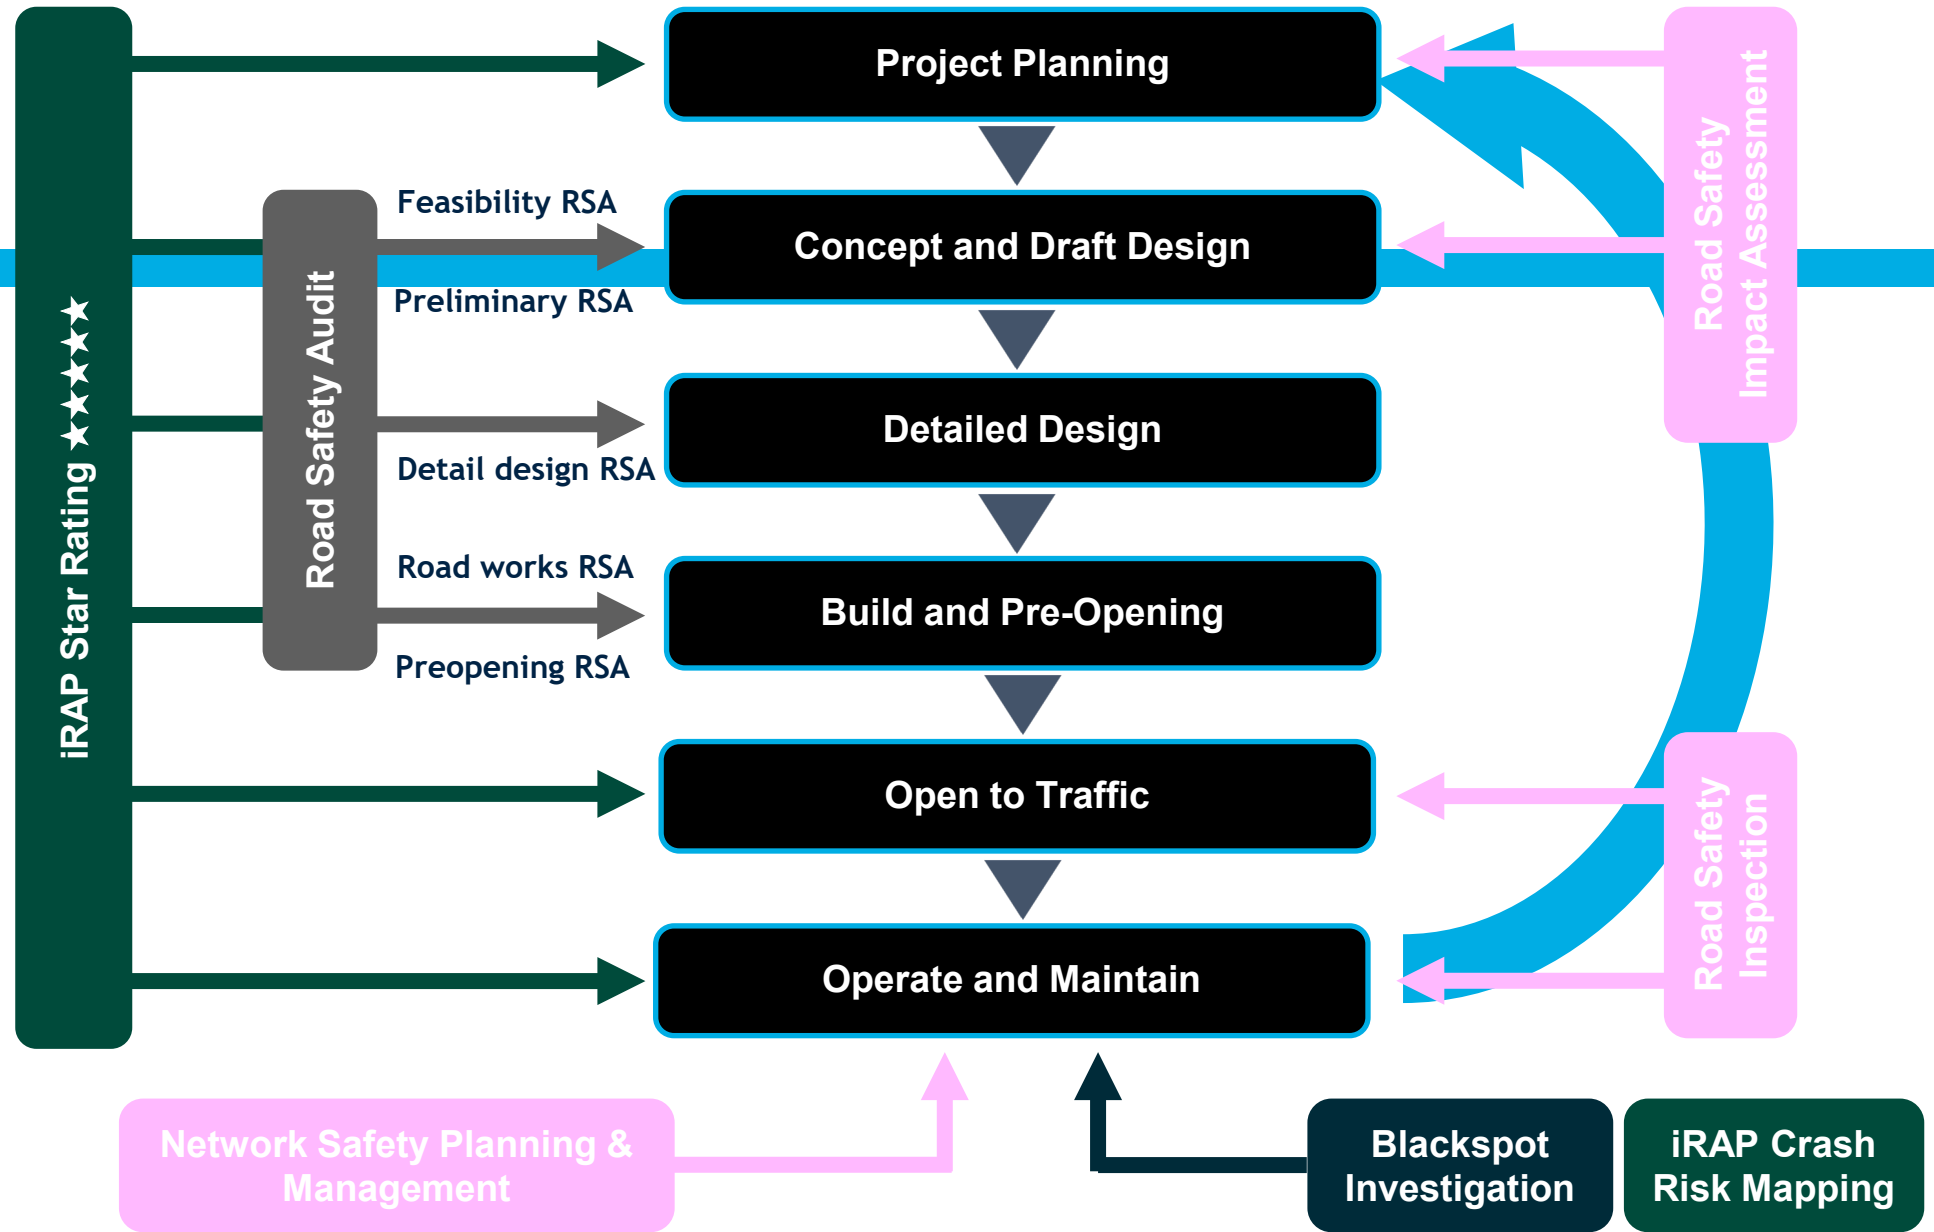 Project Planning
Feasibility RSA
Concept and Draft Design
Preliminary RSA
Detailed Design
Detail design RSA
Road works RSA
Build and Pre-Opening
Preopening RSA
Open to Traffic
Operate and Maintain
iRAP Star Rating ★★★★★
Road Safety Audit
Road Safety
Impact Assessment
Road Safety
Inspection
Network Safety Planning &
Management
Blackspot
Investigation
iRAP Crash
Risk Mapping